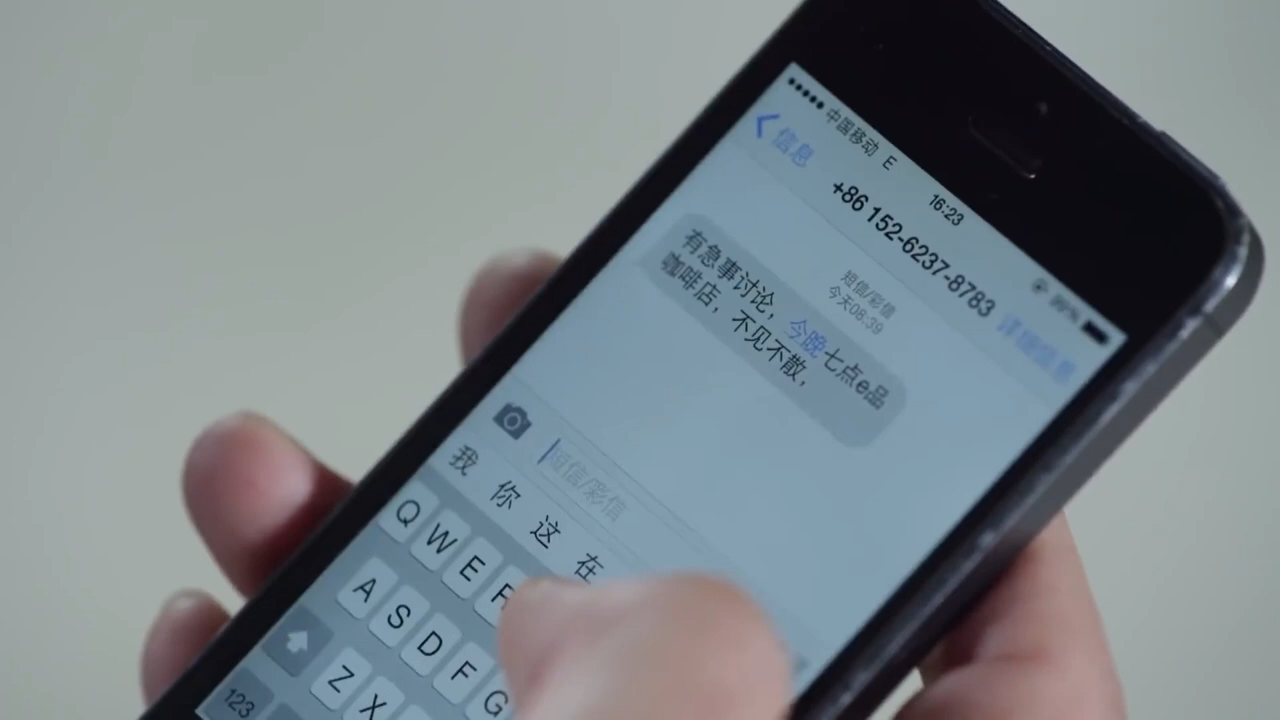 中国移动 E 16:23
信息 +86 152-6237-8783 详细信息
短信/彩信
今天08:39
有急事讨论，今晚七点e品
咖啡店，不见不散，
短信/彩信
我 你 这 在
Q W E
A S D F G
Z X
123